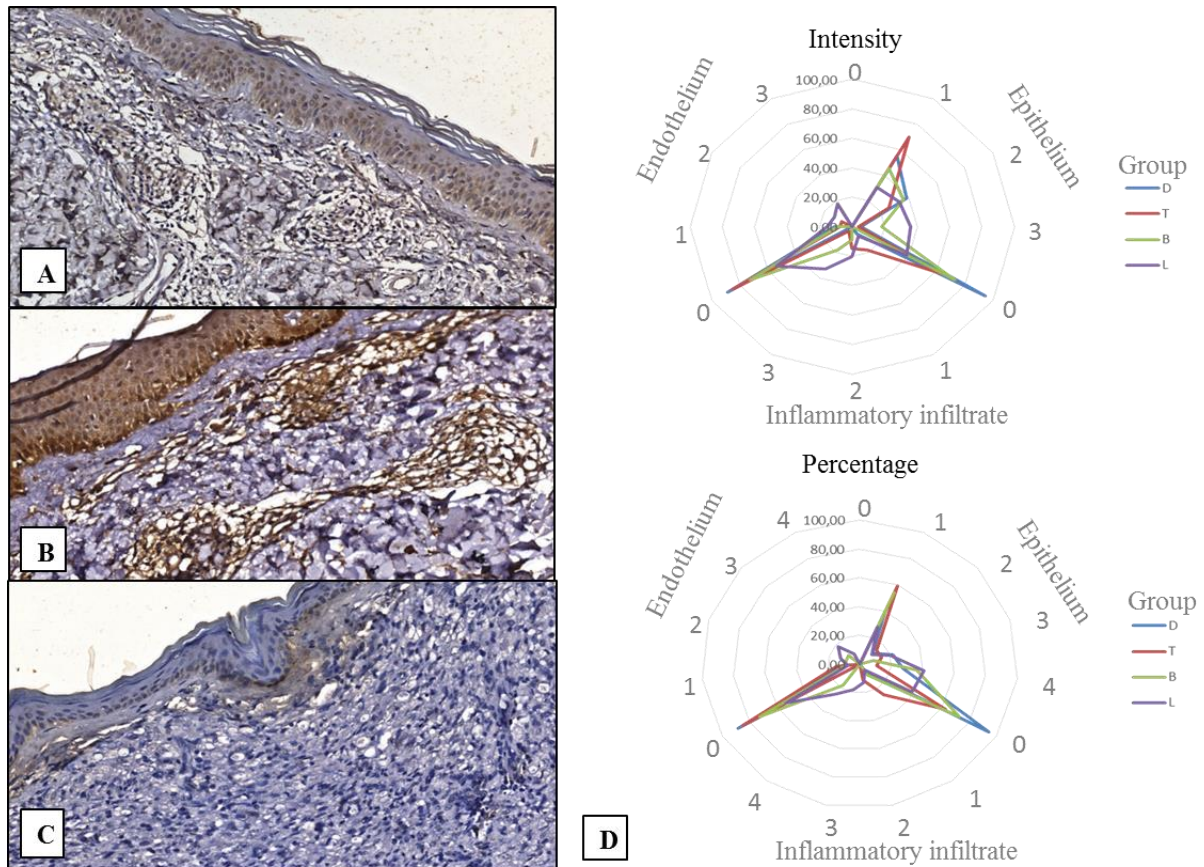 A
B
C
D
Intensity
0
1
2
3
0
1
2
3
0
1
2
3
100,00
80,00
60,00
40,00
20,00
0,00
Epithelium
Inflammatory infiltrate
Endothelium
Group
D
T
B
L
Percentage
0
1
2
3
4
0
1
2
3
4
0
1
2
3
4
100,00
80,00
60,00
40,00
20,00
0,00
Epithelium
Inflammatory infiltrate
Endothelium
Group
D
T
B
L